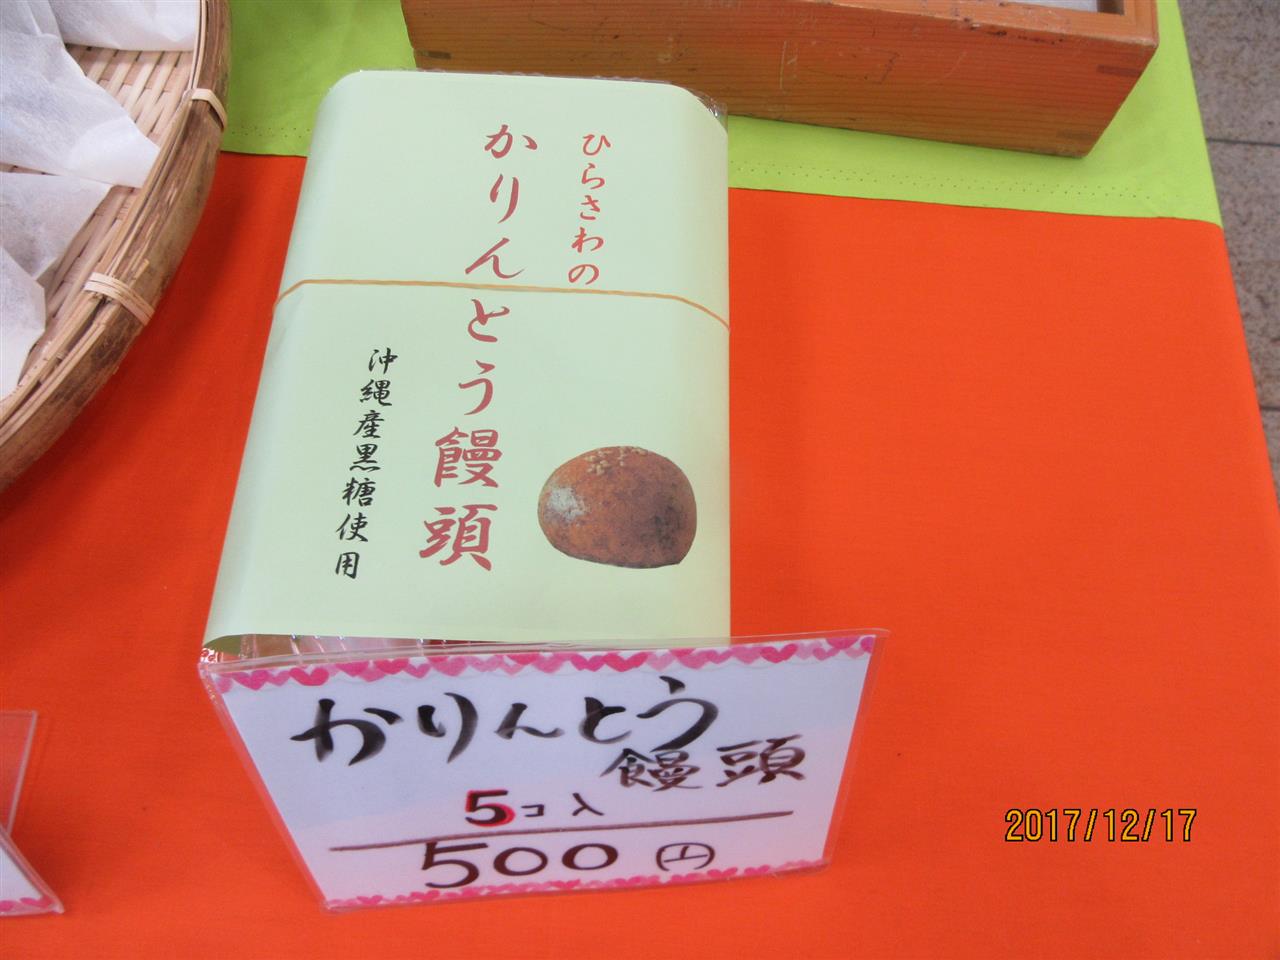 ひらさわの
かりんとう饅頭
沖縄産黒糖使用
かりんとう
饅頭
5コ入
500円
2017/12/17